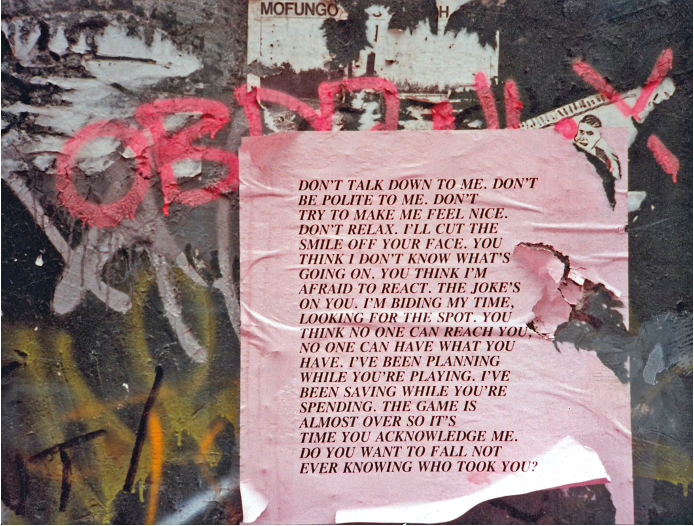 MOFUNGO
DON'T TALK DOWN TO ME. DON'T
BE POLITE TO ME. DON'T
TRY TO MAKE ME FEEL NICE.
DON'T RELAX. I'LL CUT THE
SMILE OFF YOUR FACE. YOU
THINK I DON'T KNOW WHAT'S
GOING ON. YOU THINK I'M
AFRAID TO REACT. THE JOKE'S
ON YOU. I'M BIDING MY TIME,
LOOKING FOR THE SPOT. YOU
THINK NO ONE CAN REACH YOU,
NO ONE CAN HAVE WHAT YOU
HAVE. I'VE BEEN PLANNING
WHILE YOU'RE PLAYING. I'VE
BEEN SAVING WHILE YOU'RE
SPENDING. THE GAME IS
ALMOST OVER SO IT'S
TIME YOU ACKNOWLEDGE ME.
DO YOU WANT TO FALL NOT
EVER KNOWING WHO TOOK YOU?